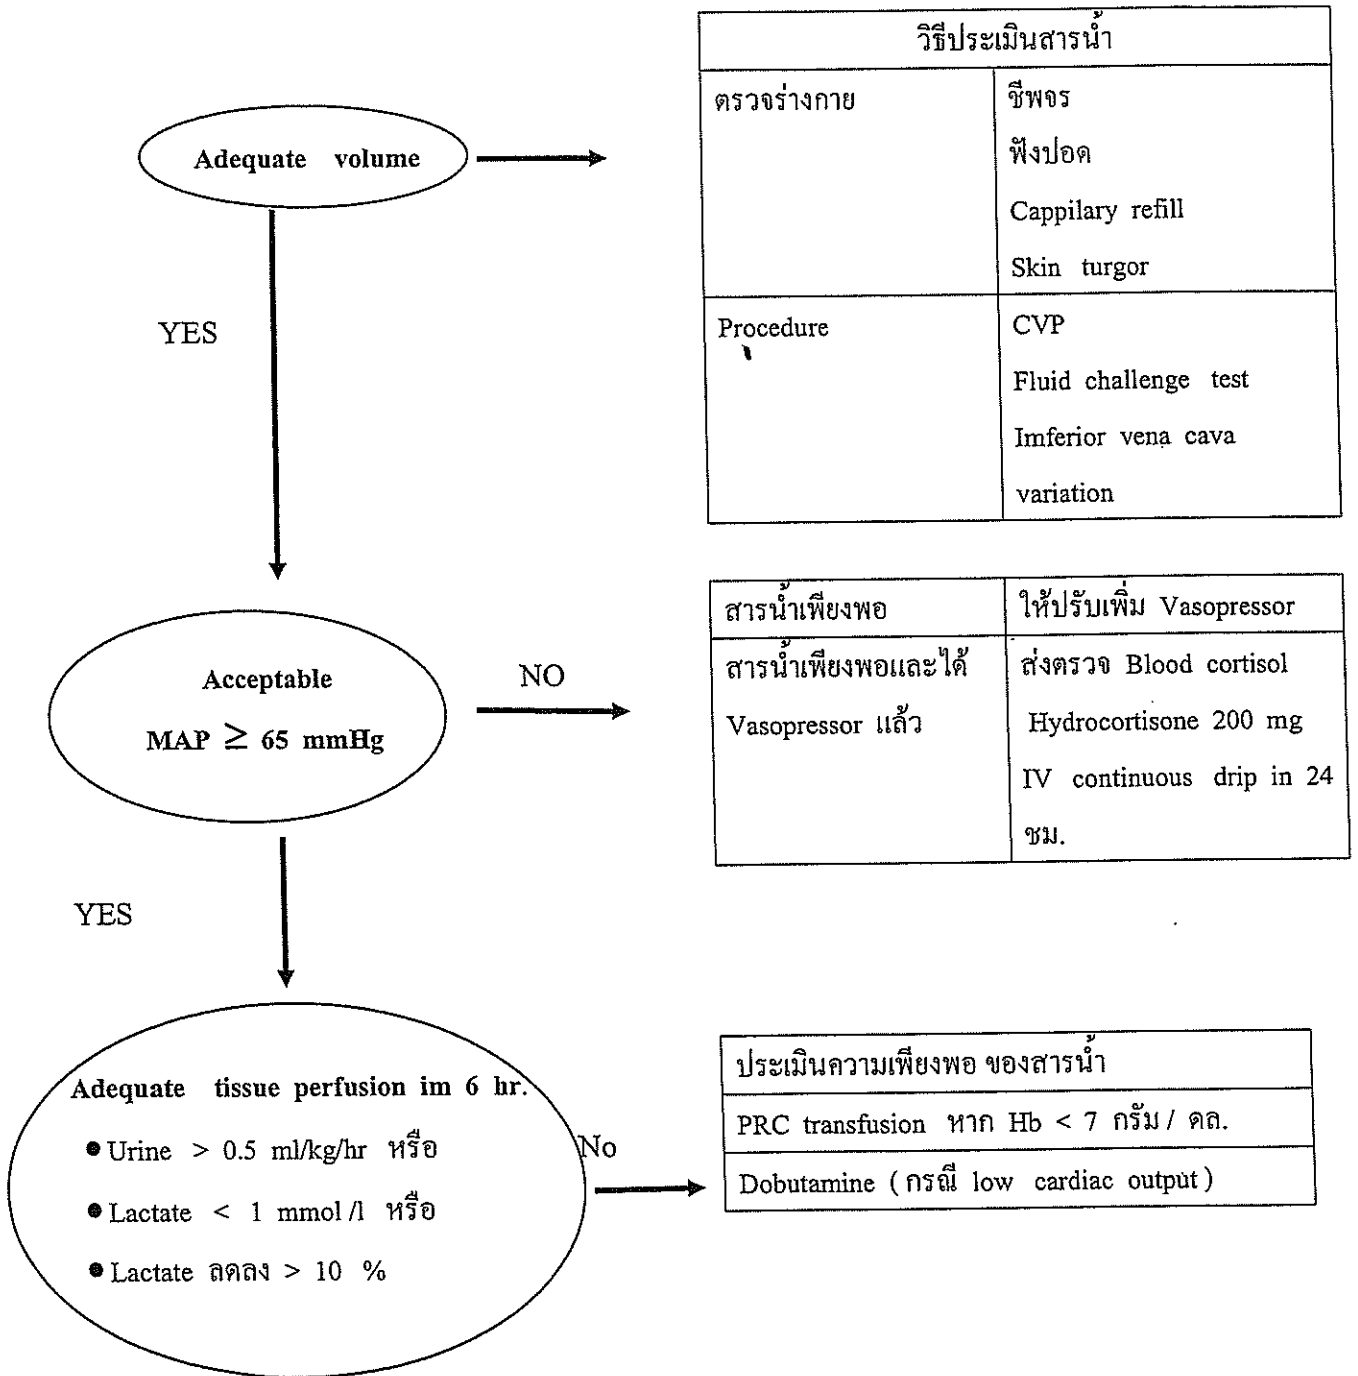 วิธีประเมินสารน้ำ
Adequate volume
ตรวจร่างกาย
ชีพจร
ฟังปอด
Cappilary refill
Skin turgor
YES
Procedure
CVP
Fluid challenge test
Imferior vena cava
variation
Acceptable
MAP ≥ 65 mmHg
NO
สารน้ำเพียงพอ
ให้ปรับเพิ่ม Vasopressor
สารน้ำเพียงพอและได้
Vasopressor แล้ว
ส่งตรวจ Blood cortisol
Hydrocortisone 200 mg
IV continuous drip in 24
ชม.
YES
Adequate tissue perfusion im 6 hr.
● Urine > 0.5 ml/kg/hr หรือ
● Lactate < 1 mmol /l หรือ
● Lactate ลดลง > 10 %
No
ประเมินความเพียงพอ ของสารน้ำ
PRC transfusion หาก Hb < 7 กรัม / ดล.
Dobutamine (กรณี low cardiac output)